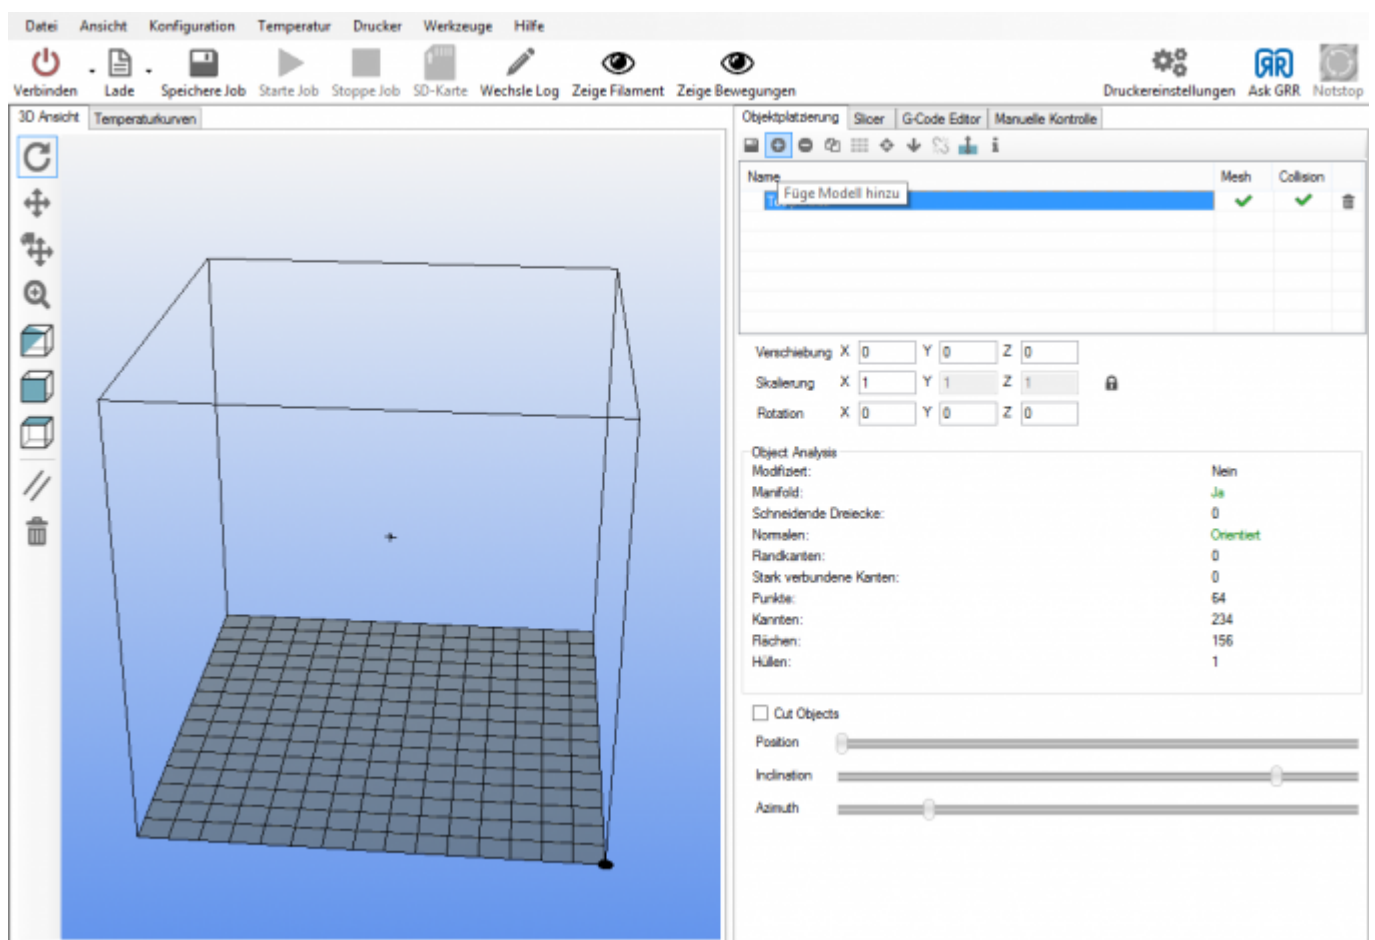 Datei Ansicht Konfiguration Temperatur Drucker Werkzeuge Hilfe
Verbinden Lade Speichere Job Starte Job Stoppe Job SD-Karte Wechsle Log Zeige Filament Zeige Bewegungen Druckereinstellungen Ask GRR Notstop
3D Ansicht Temperaturkurven Objektplatzierung Slicer G-Code Editor Manuelle Kontrolle
Name Mesh Collision
Füge Modell hinzu
Verschiebung X 0 Y 0 Z 0
Skalierung X 1 Y 1 Z 1
Rotation X 0 Y 0 Z 0
Object Analysis
Modifiziert: Nein
Manifold: Ja
Schneidende Dreiecke: 0
Normalen: Orientiert
Randkanten: 0
Stark verbundene Kanten: 0
Punkte:
Kannten: 234
Flächen: 156
Hüllen: 1
Cut Objects
Position
Inclination
Azimuth